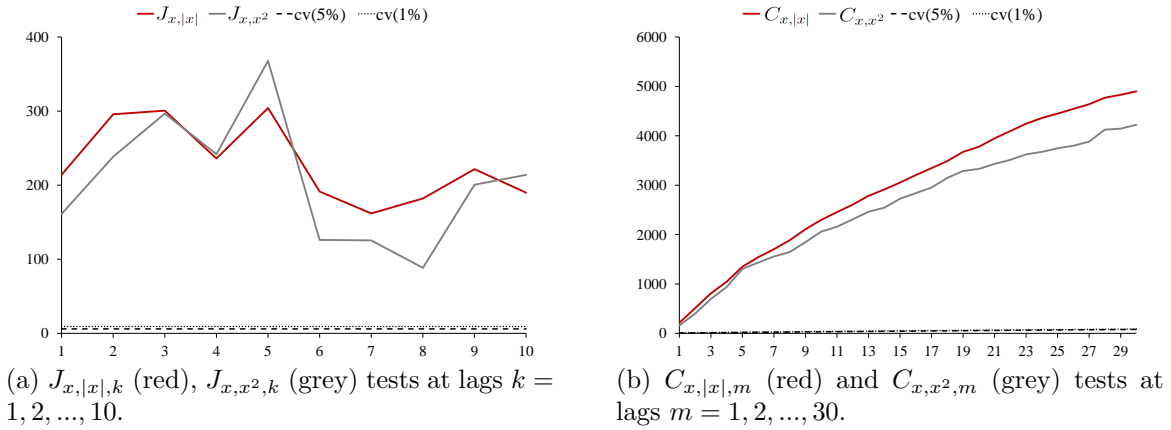 J_{x,|x|} J_{x,x^2} cv(5%) cv(1%)
400
300
200
100
0
1 2 3 4 5 6 7 8 9 10
(a) J_{x,|x|,k} (red), J_{x,x^2,k} (grey) tests at lags k =
1, 2, ..., 10.
C_{x,|x|} C_{x,x^2} cv(5%) cv(1%)
6000
5000
4000
3000
2000
1000
0
1 3 5 7 9 11 13 15 17 19 21 23 25 27 29
(b) C_{x,|x|,m} (red) and C_{x,x^2,m} (grey) tests at
lags m = 1, 2, ..., 30.